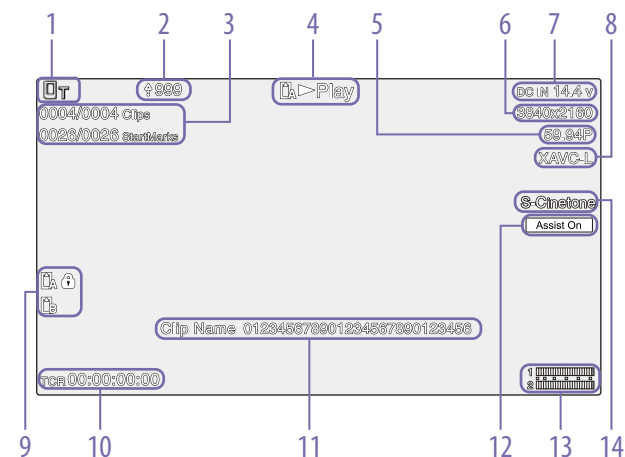 1 2 3 4 5 6 7 8
T 999 A Play DC IN 14.4 V
0004/0004 Clips 3840x2160
0026/0026 StartMarks 59.94P
XAVC-L
S-Cinetone
Assist On
A
B
Clip Name 012345678901234567890123456
TCR 00:00:00:00 1
2
9 10 11 12 13 14